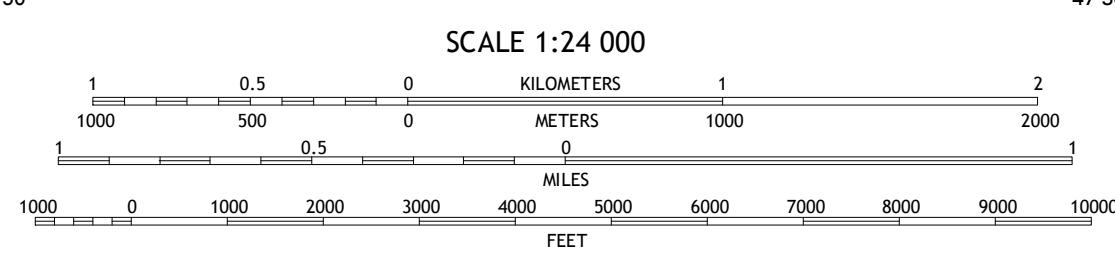 SCALE 1:24 000
1 0.5 0 KILOMETERS 1 2
1000 500 0 METERS 1000 2000
1 0.5 0 1
MILES
1000 0 1000 2000 3000 4000 5000 6000 7000 8000 9000 10000
FEET